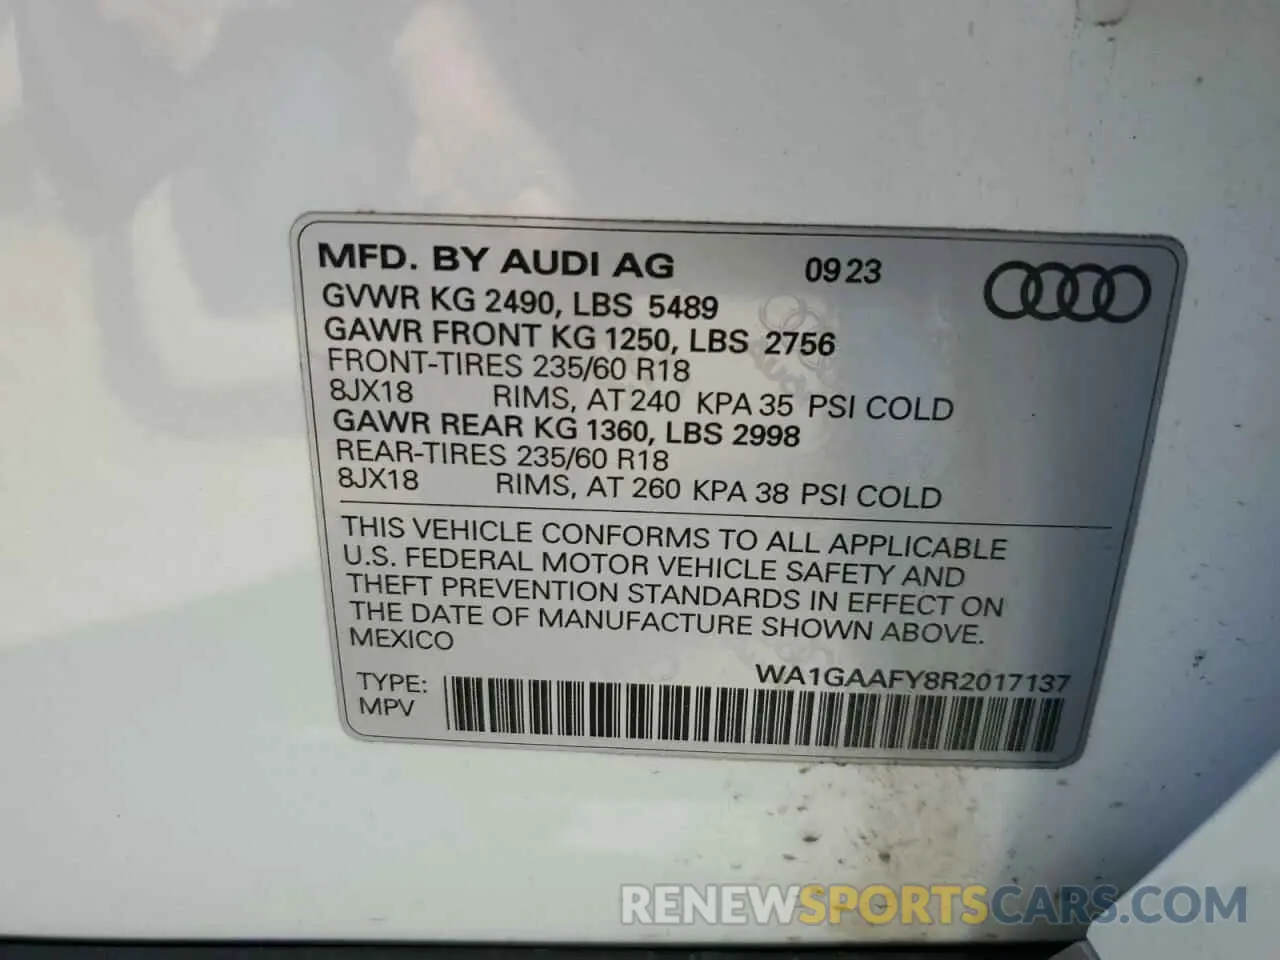 MFD. BY AUDI AG 0923
GVWR KG 2490, LBS 5489
GAWR FRONT KG 1250, LBS 2756
FRONT-TIRES 235/60 R18
8JX18 RIMS, AT 240 KPA 35 PSI COLD
GAWR REAR KG 1360, LBS 2998
REAR-TIRES 235/60 R18
8JX18 RIMS, AT 260 KPA 38 PSI COLD
THIS VEHICLE CONFORMS TO ALL APPLICABLE
U.S. FEDERAL MOTOR VEHICLE SAFETY AND
THEFT PREVENTION STANDARDS IN EFFECT ON
THE DATE OF MANUFACTURE SHOWN ABOVE.
MEXICO
WA1GAAFY8R2017137
TYPE:
MPV
RENEWSPORTSCARS.COM